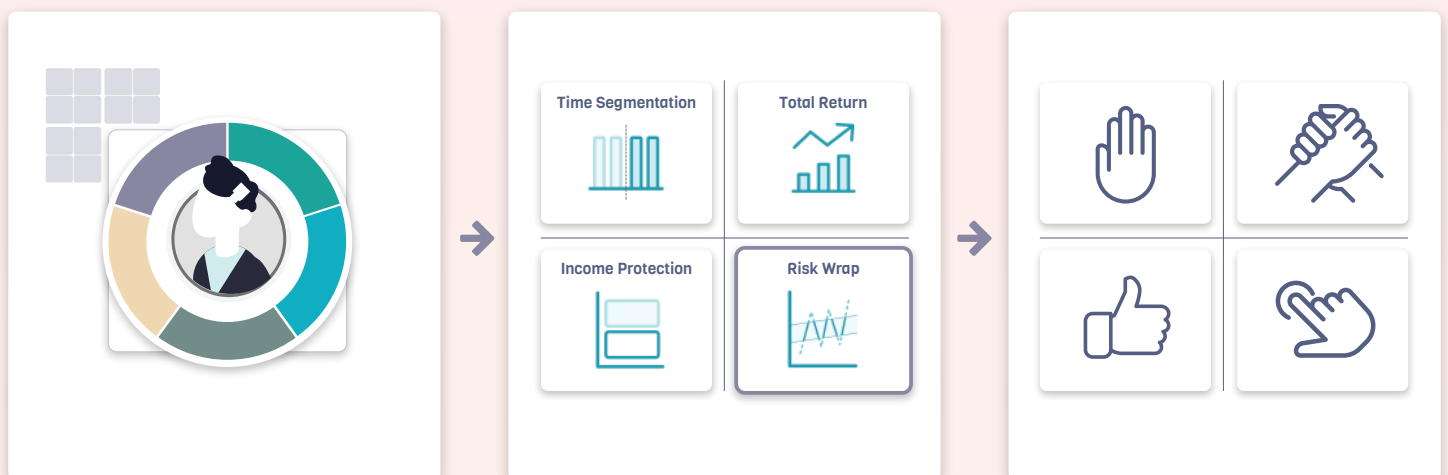 Time Segmentation
Total Return
Income Protection
Risk Wrap